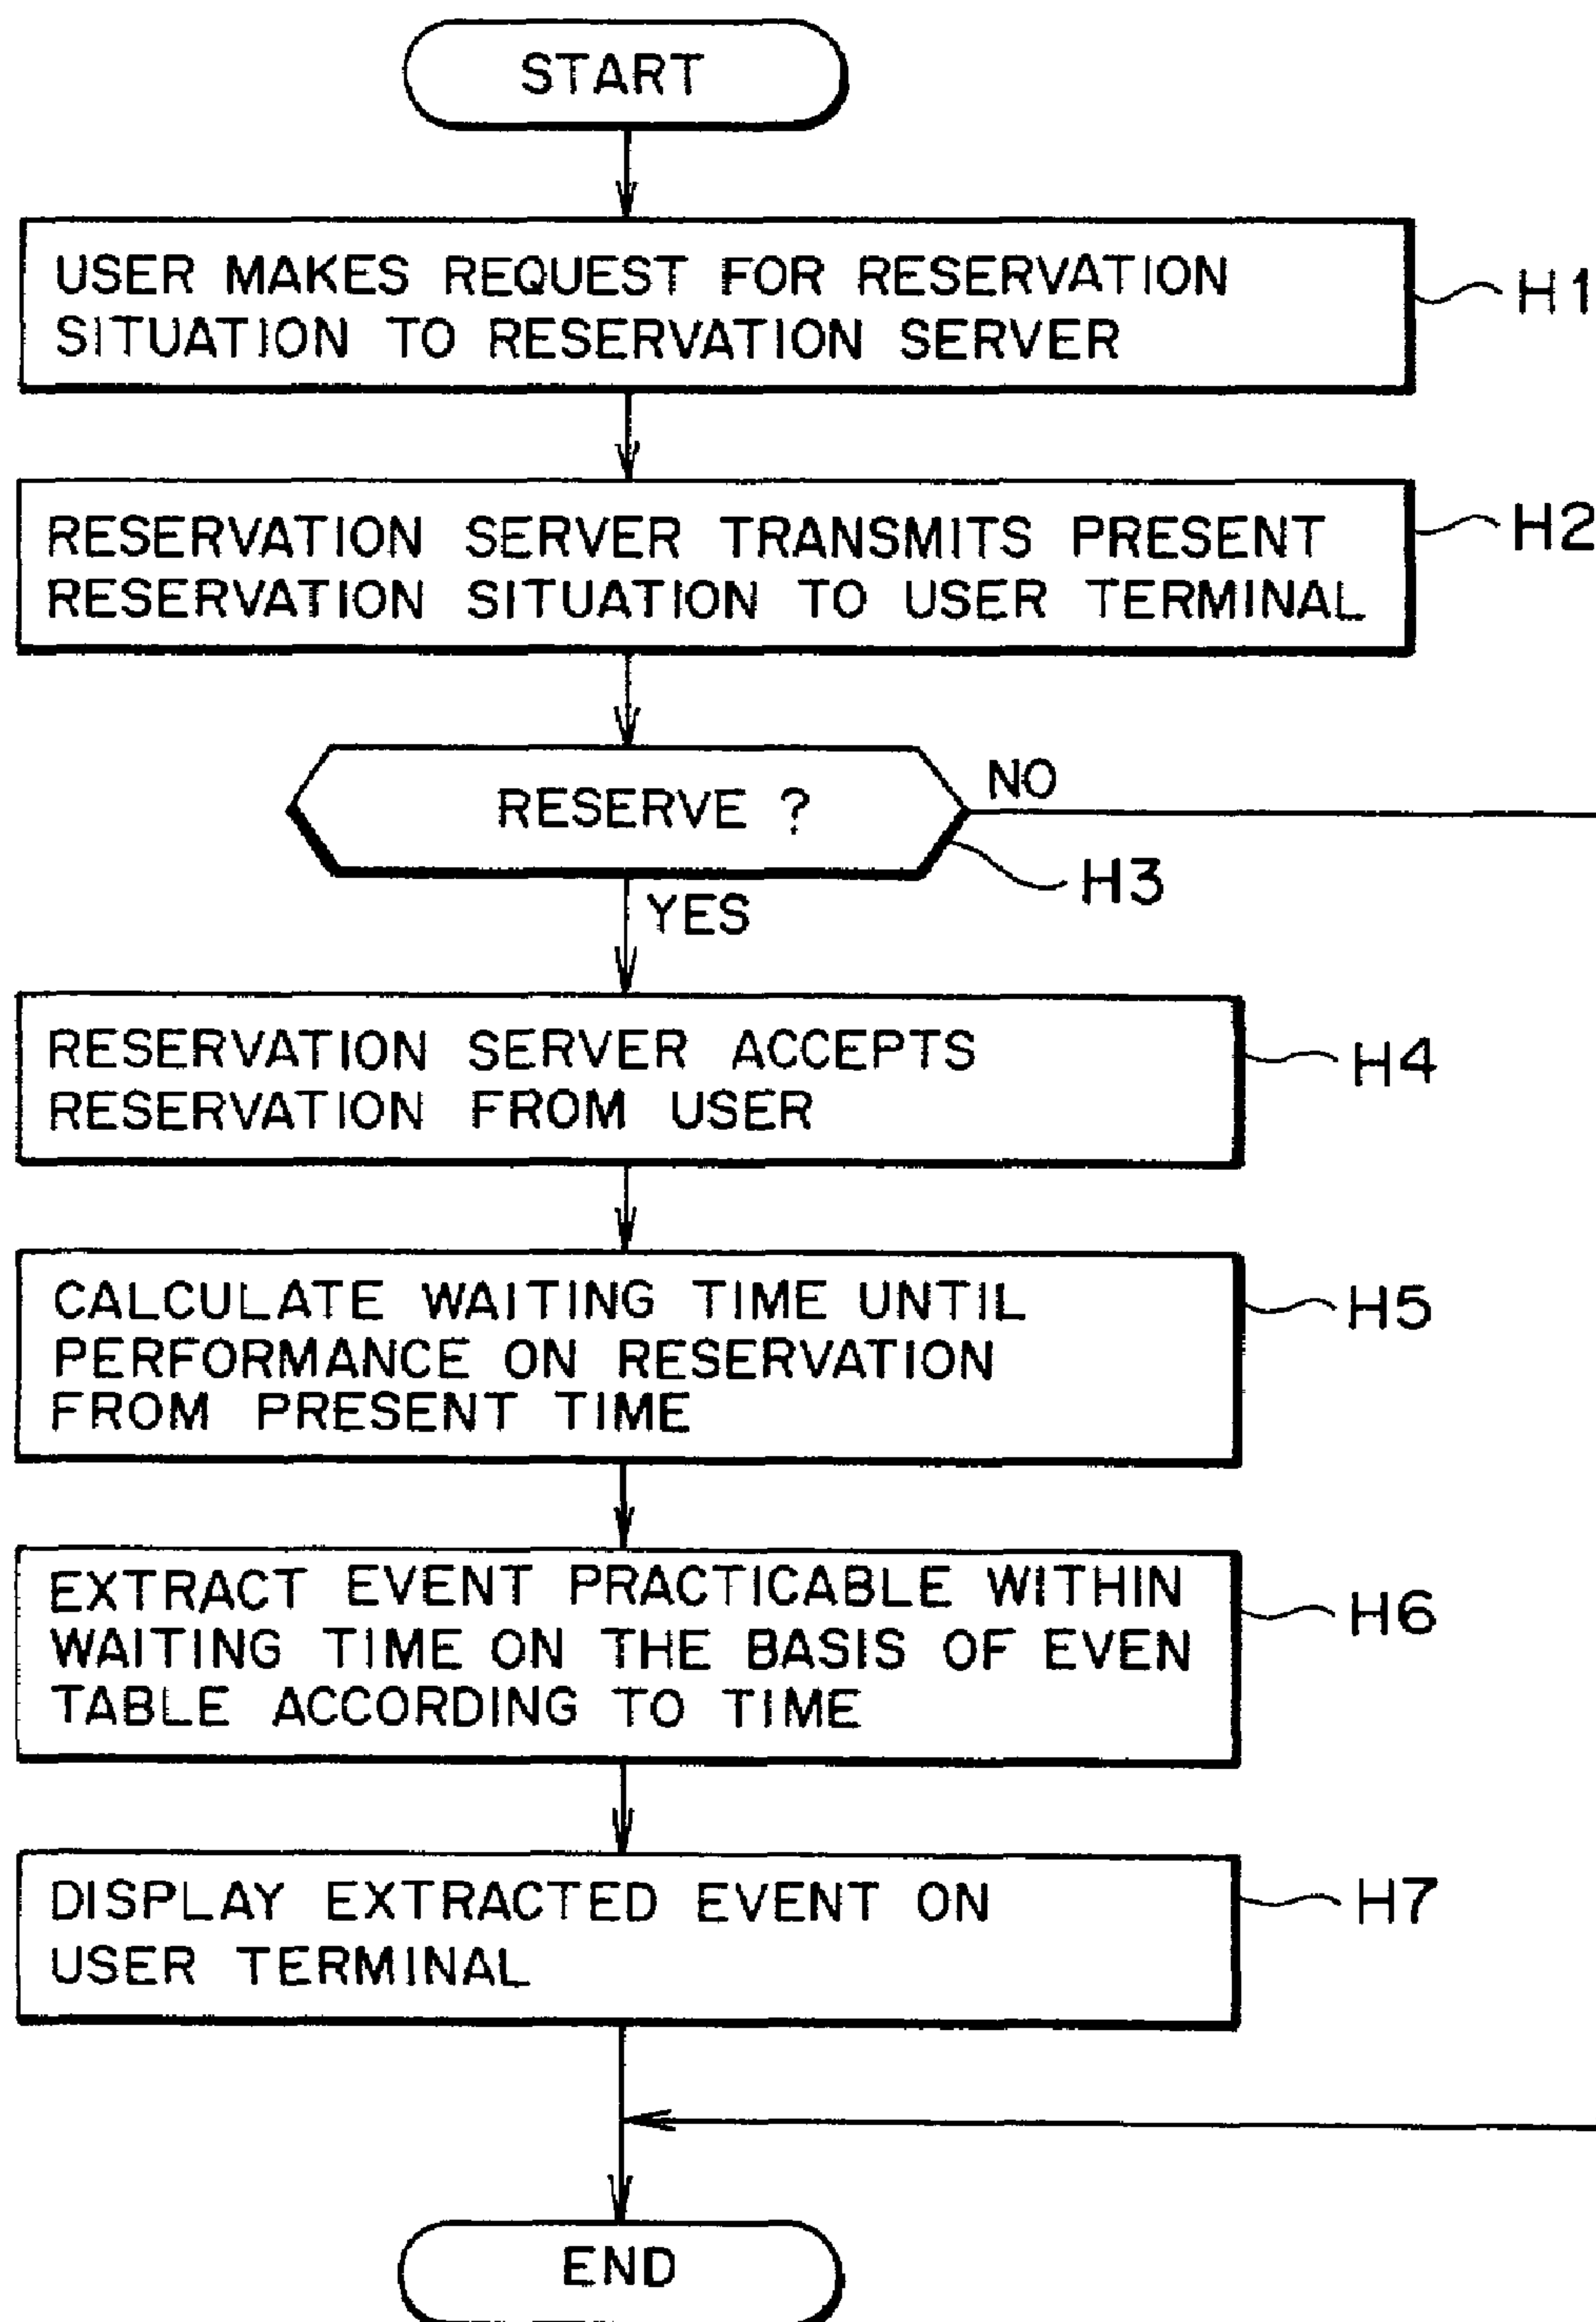 START
USER MAKES REQUEST FOR RESERVATION
SITUATION TO RESERVATION SERVER
H1
RESERVATION SERVER TRANSMITS PRESENT
RESERVATION SITUATION TO USER TERMINAL
H2
RESERVE ?
NO
H3
YES
RESERVATION SERVER ACCEPTS
RESERVATION FROM USER
H4
CALCULATE WAITING TIME UNTIL
PERFORMANCE ON RESERVATION
FROM PRESENT TIME
H5
EXTRACT EVENT PRACTICABLE WITHIN
WAITING TIME ON THE BASIS OF EVEN
TABLE ACCORDING TO TIME
H6
DISPLAY EXTRACTED EVENT ON
USER TERMINAL
H7
END